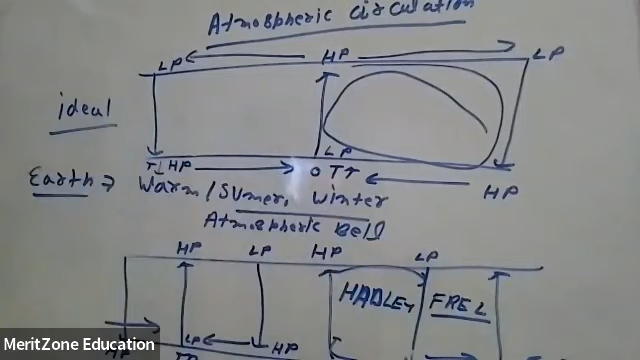 Atmospheric circulation
LP HP LP
ideal
LP
T↓ HP O T↑ HP
Earth → Warm/Summer, winter
Atmospheric Belt
HP LP HP LP
HADLEY FREL
LP HP
HP
MeritZone Education